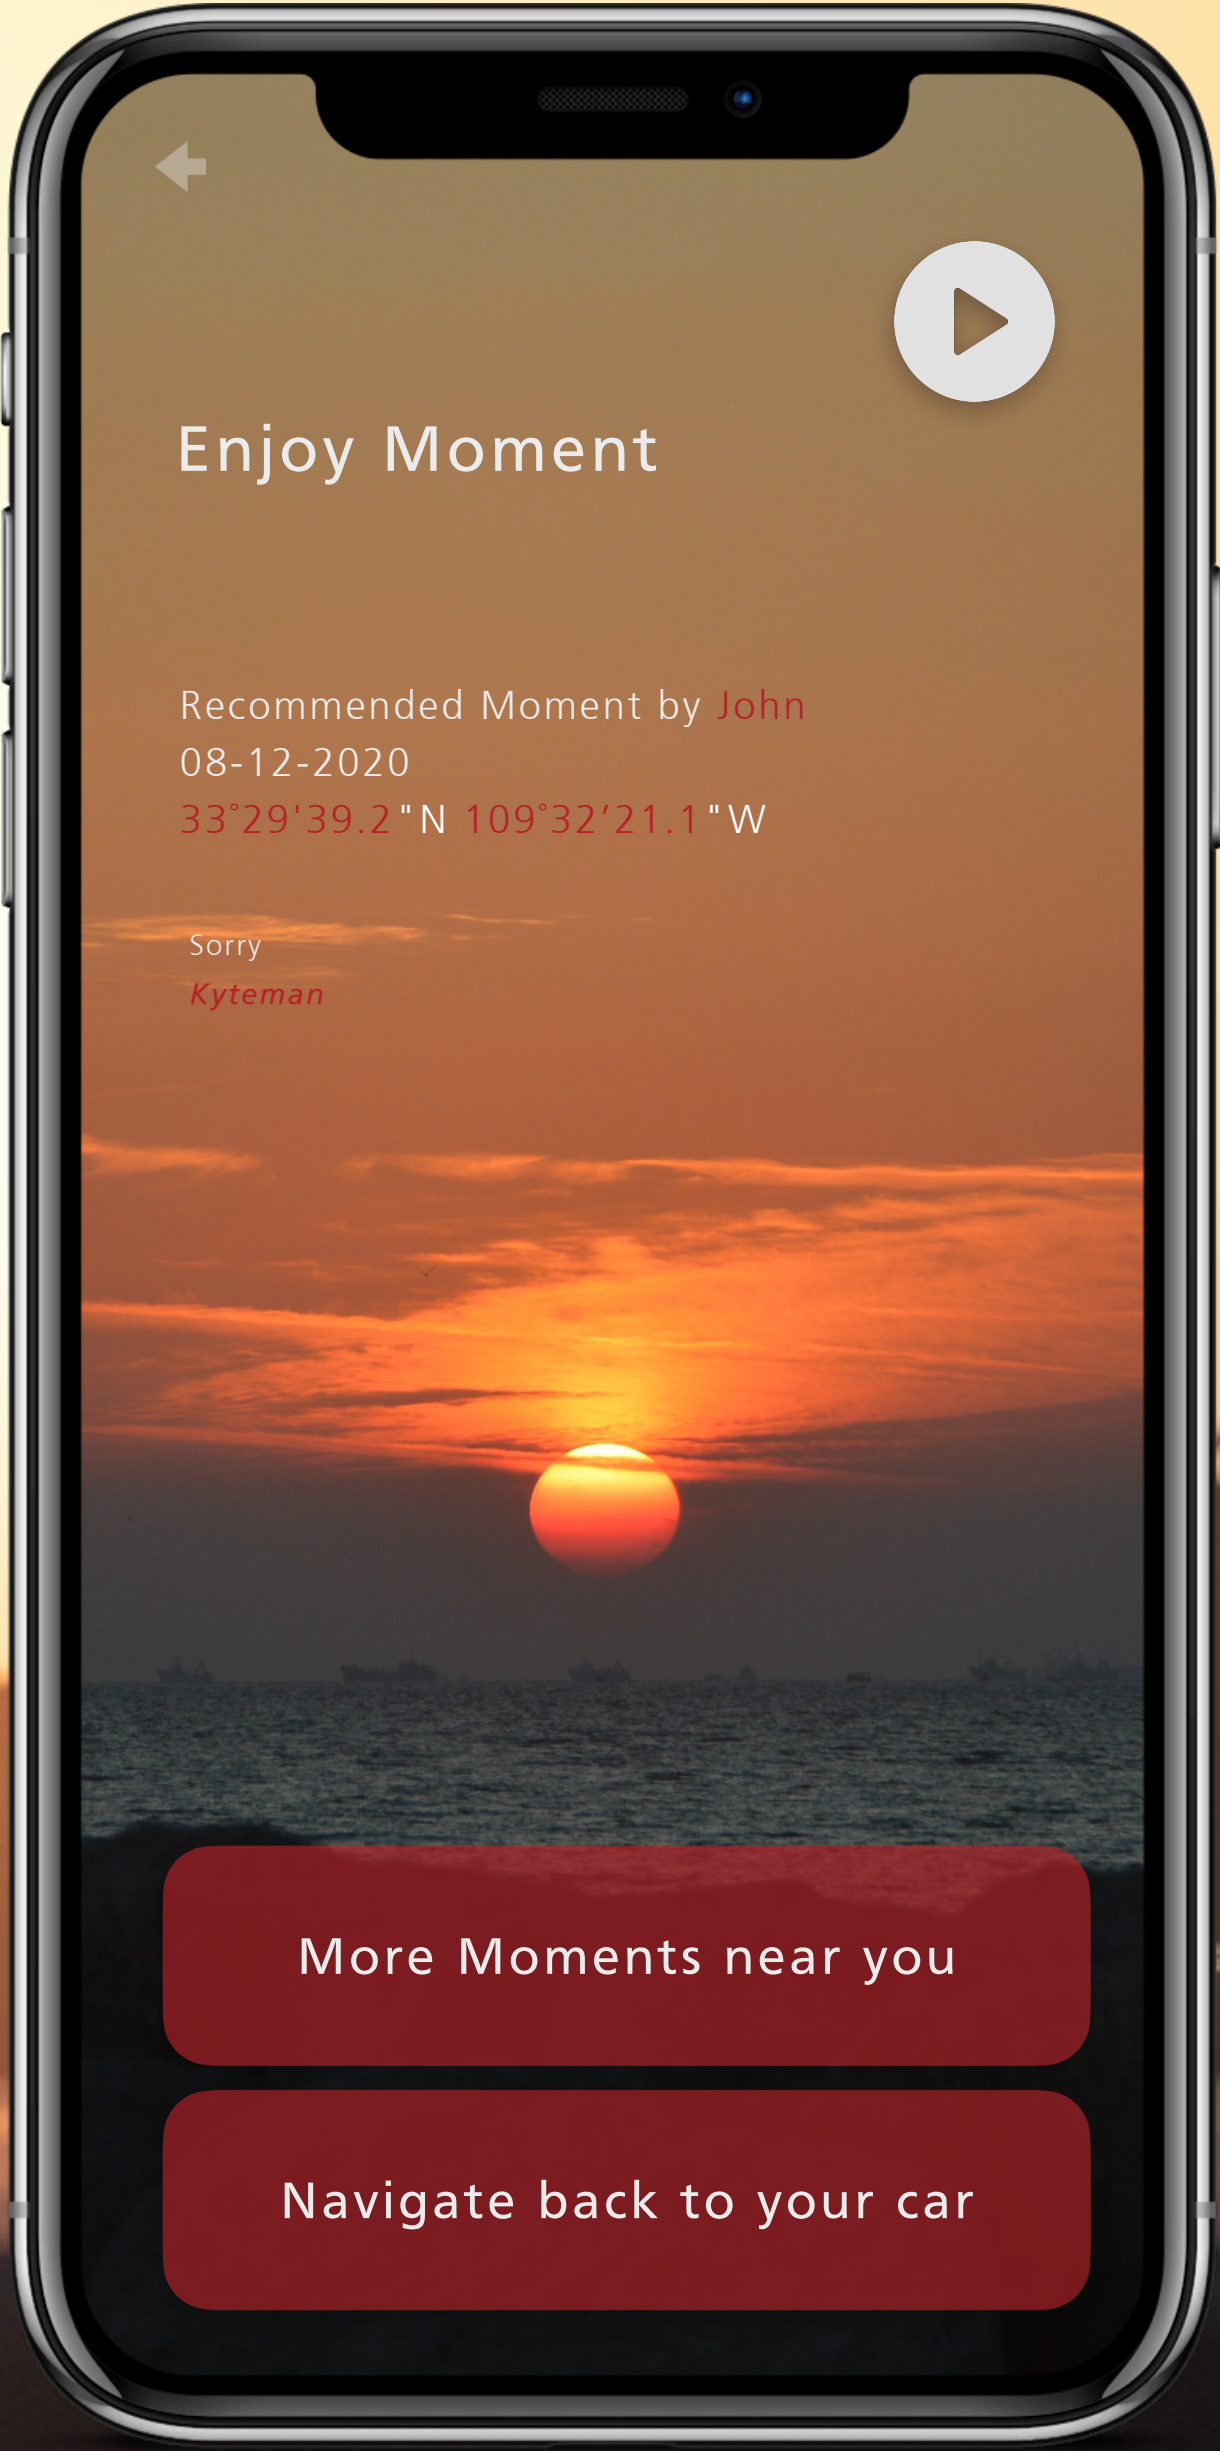 Enjoy Moment
Recommended Moment by John
08-12-2020
33°29'39.2"N 109°32’21.1"W
Sorry
Kyteman
More Moments near you
Navigate back to your car